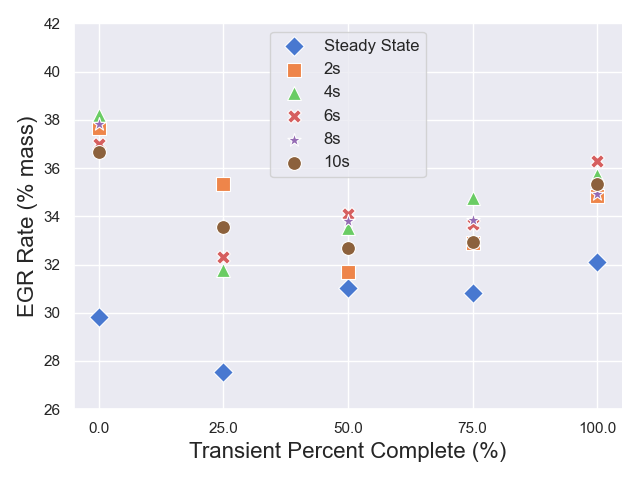 42
40
38
36
34
32
30
28
26
EGR Rate (% mass)
Steady State
2s
4s
6s
8s
10s
0.0 25.0 50.0 75.0 100.0
Transient Percent Complete (%)